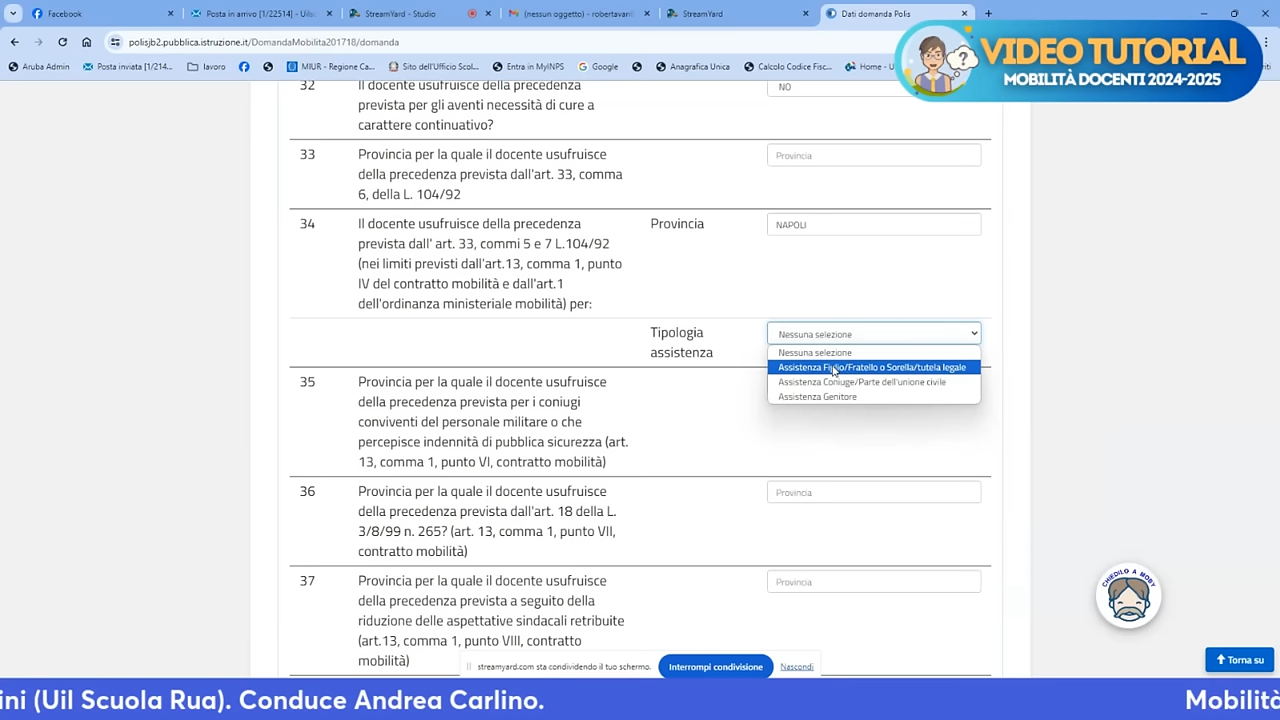 Facebook
Posta in arrivo [1/22514] - Uils
StreamYard - Studio
(nessun oggetto) - robertavarri
StreamYard
Dati domanda Polis
polisjb2.pubblica.istruzione.it/DomandaMobilita201718/domanda
Aruba Admin
Posta inviata [1/214...
lavoro
MIUR - Regione Ca...
Sito dell'Ufficio Scol...
Entra in MyINPS
Google
Anagrafica Unica
Calcolo Codice Fisc...
Home - U
VIDEO TUTORIAL
MOBILITÀ DOCENTI 2024-2025
32
Il docente usufruisce della precedenza
prevista per gli aventi necessità di cure a
carattere continuativo?
NO
33
Provincia per la quale il docente usufruisce
della precedenza prevista dall'art. 33, comma
6, della L. 104/92
Provincia
34
Il docente usufruisce della precedenza
prevista dall' art. 33, commi 5 e 7 L.104/92
(nei limiti previsti dall'art.13, comma 1, punto
IV del contratto mobilità e dall'art.1
dell'ordinanza ministeriale mobilità) per:
Provincia
NAPOLI
Tipologia
assistenza
Nessuna selezione
Nessuna selezione
Assistenza Figlio/Fratello o Sorella/tutela legale
Assistenza Coniuge/Parte dell'unione civile
Assistenza Genitore
35
Il docente usufruisce della precedenza
prevista della precedenza prevista per i coniugi
conviventi del personale militare o che
percepisce indennità di pubblica sicurezza (art.
13, comma 1, punto VI, contratto mobilità)
36
Provincia per la quale il docente usufruisce
della precedenza prevista dall'art. 18 della L.
3/8/99 n. 265? (art. 13, comma 1, punto VII,
contratto mobilità)
Provincia
37
Provincia per la quale il docente usufruisce
della precedenza prevista a seguito della
riduzione delle aspettative sindacali retribuite
(art.13, comma 1, punto VIII, contratto
mobilità)
Provincia
CHIEDILO A MOBY
streamyard.com sta condividendo il tuo schermo.
Interrompi condivisione
Nascondi
Torna su
ini (Uil Scuola Rua). Conduce Andrea Carlino.
Mobilità